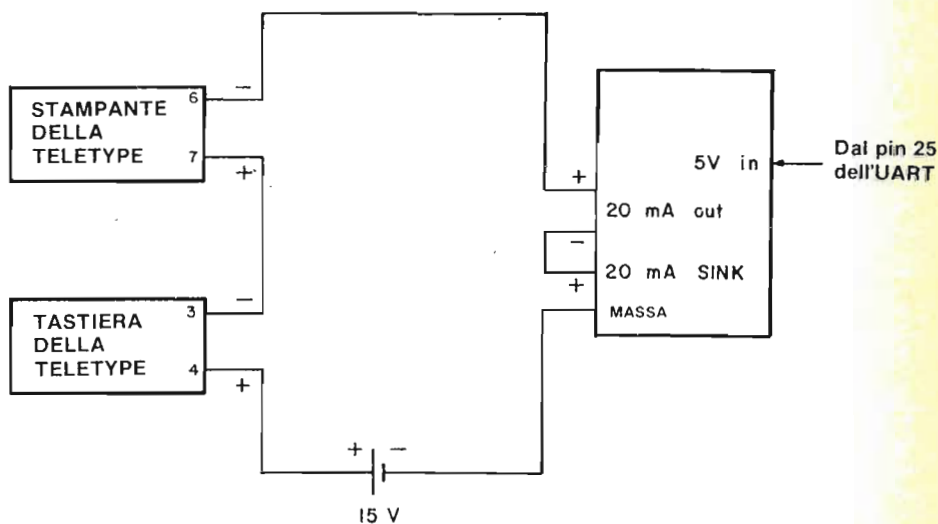 STAMPANTE
DELLA
TELETYPE
6
−
7
+
TASTIERA
DELLA
TELETYPE
3
−
4
+
+ −
15 V
5V in
+
20 mA out
−
20 mA SINK
+
MASSA
Dal pin 25
dell'UART